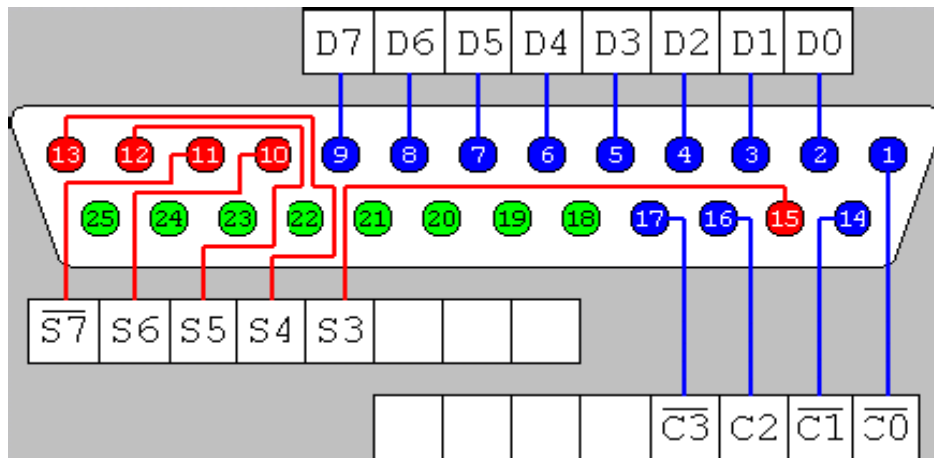 D7 D6 D5 D4 D3 D2 D1 D0
13 12 11 10 9 8 7 6 5 4 3 2 1
25 24 23 22 21 20 19 18 17 16 15 14
S̅7̅ S6 S5 S4 S3
C̅3̅ C2 C̅1̅ C̅0̅